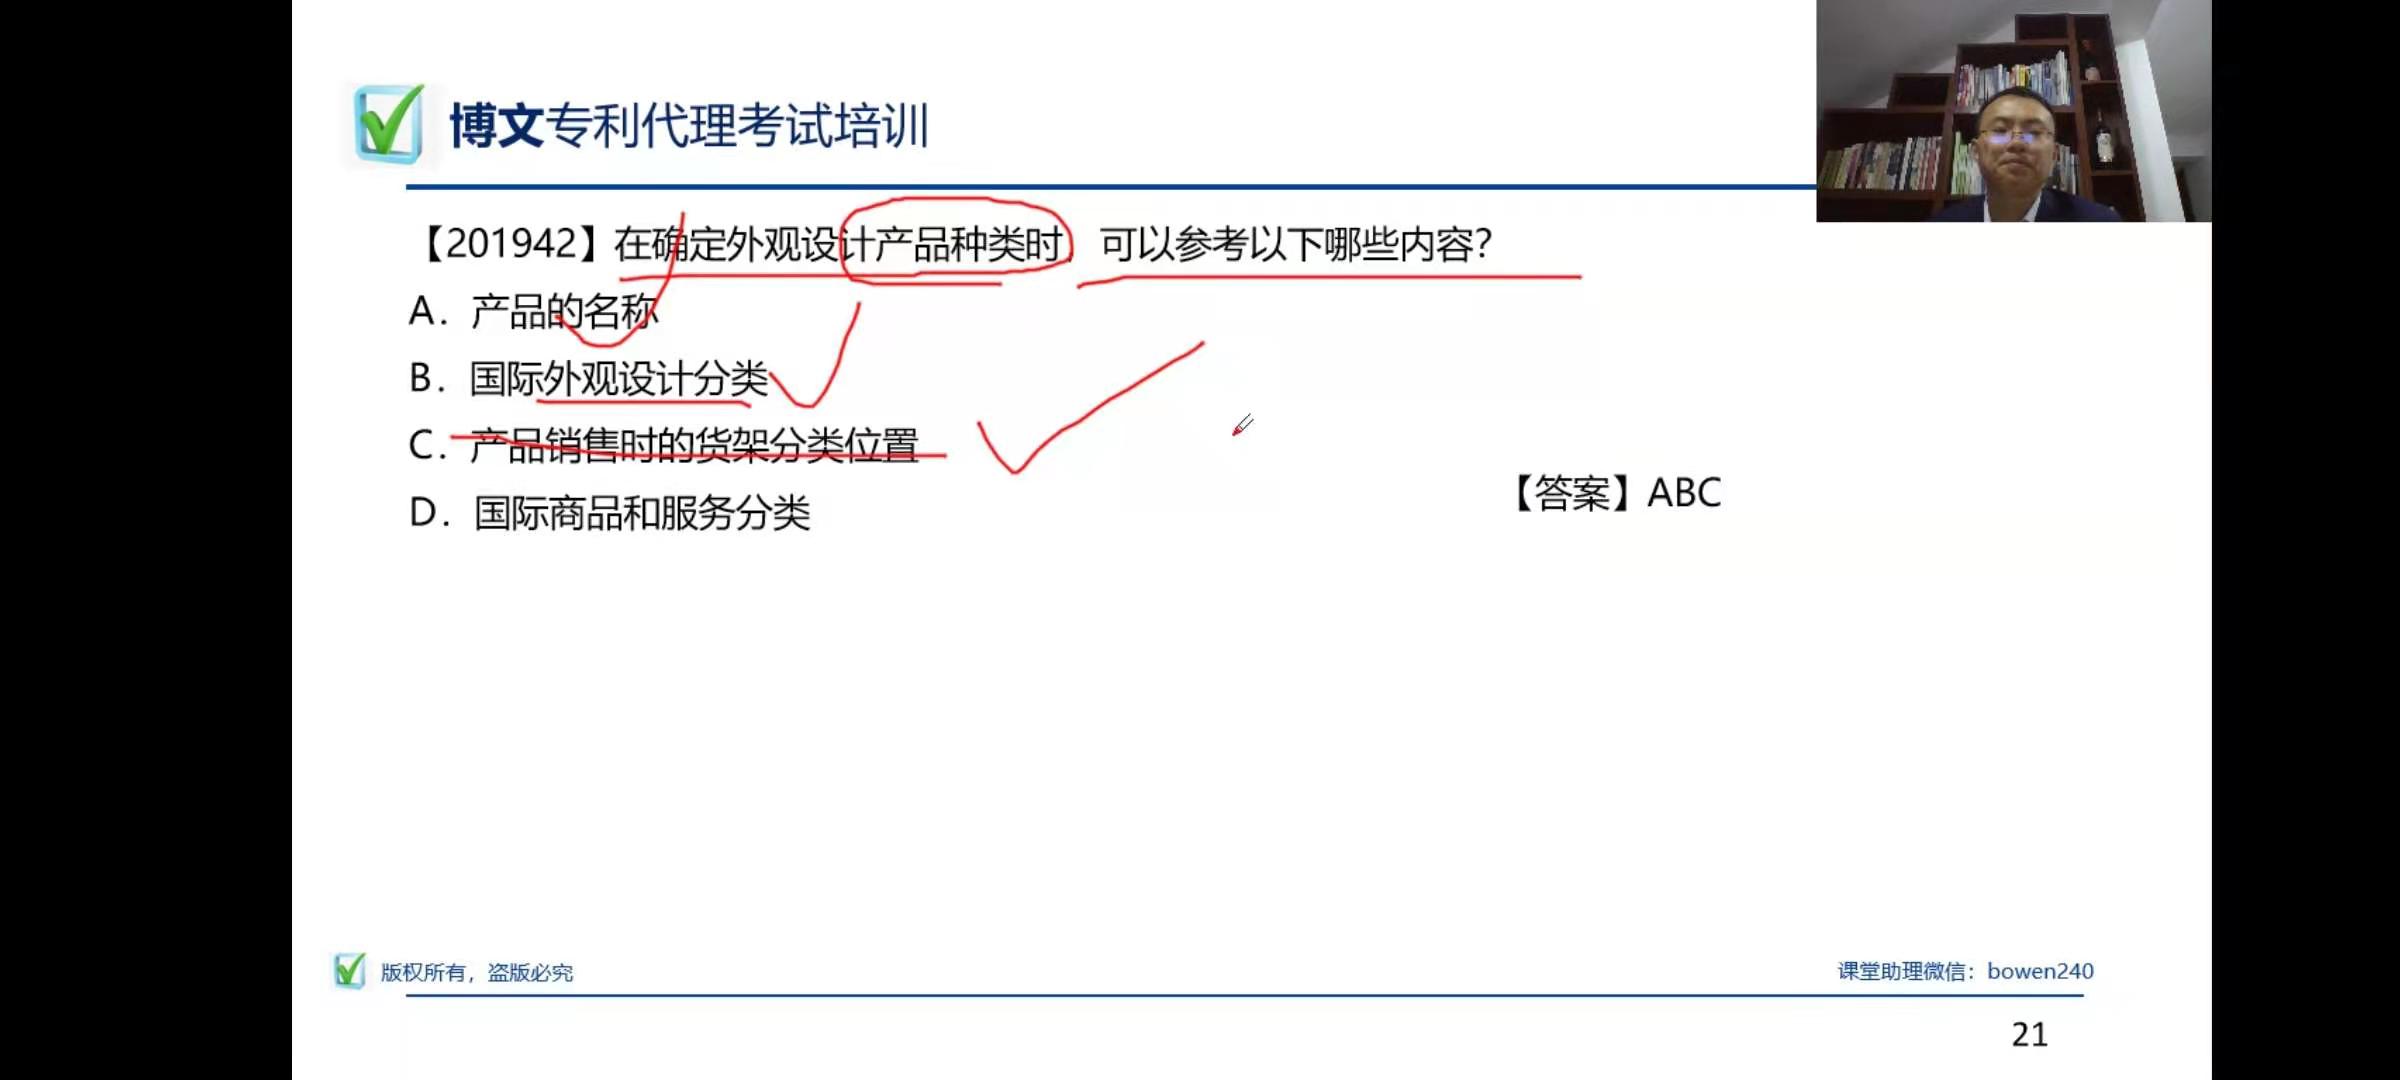 博文专利代理考试培训
【201942】在确定外观设计产品种类时，可以参考以下哪些内容？
A．产品的名称
B．国际外观设计分类
C．产品销售时的货架分类位置
D．国际商品和服务分类
【答案】ABC
版权所有，盗版必究
课堂助理微信：bowen240
21